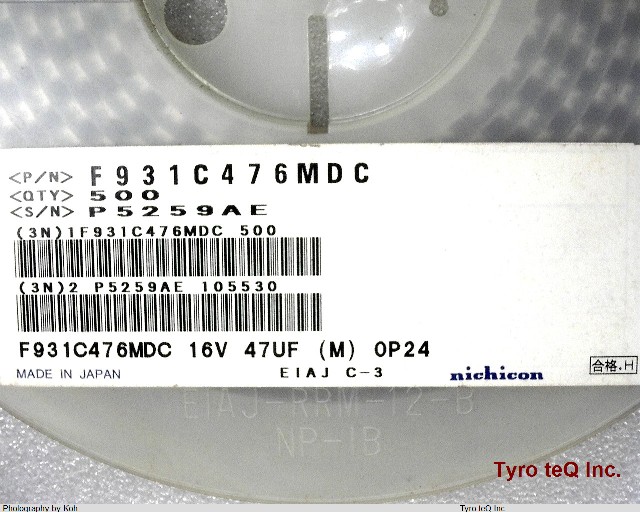 <P/N> F931C476MDC
<QTY> 500
<S/N> P5259AE
(3N)1F931C476MDC 500
(3N)2 P5259AE 105530
F931C476MDC 16V 47UF (M) 0P24
MADE IN JAPAN EIAJ C-3 nichicon 合格.H
EIAJ-RRM-12-B
NP-1B
Tyro teQ Inc.
Photography by Koh Tyro teQ Inc